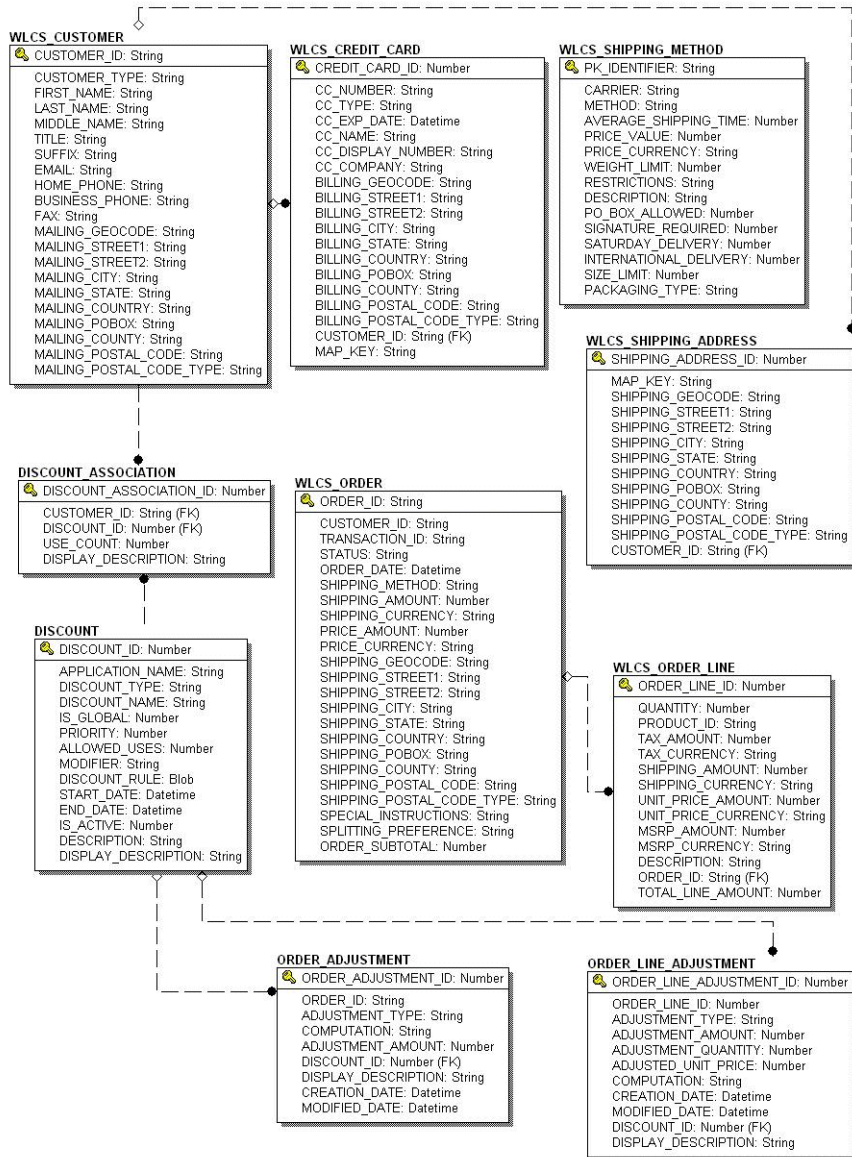 WLCS_CUSTOMER
CUSTOMER_ID: String
CUSTOMER_TYPE: String
FIRST_NAME: String
LAST_NAME: String
MIDDLE_NAME: String
TITLE: String
SUFFIX: String
EMAIL: String
HOME_PHONE: String
BUSINESS_PHONE: String
FAX: String
MAILING_GEOCODE: String
MAILING_STREET1: String
MAILING_STREET2: String
MAILING_CITY: String
MAILING_STATE: String
MAILING_COUNTRY: String
MAILING_POBOX: String
MAILING_COUNTY: String
MAILING_POSTAL_CODE: String
MAILING_POSTAL_CODE_TYPE: String
WLCS_CREDIT_CARD
CREDIT_CARD_ID: Number
CC_NUMBER: String
CC_TYPE: String
CC_EXP_DATE: Datetime
CC_NAME: String
CC_DISPLAY_NUMBER: String
CC_COMPANY: String
BILLING_GEOCODE: String
BILLING_STREET1: String
BILLING_STREET2: String
BILLING_CITY: String
BILLING_STATE: String
BILLING_COUNTRY: String
BILLING_POBOX: String
BILLING_COUNTY: String
BILLING_POSTAL_CODE: String
BILLING_POSTAL_CODE_TYPE: String
CUSTOMER_ID: String (FK)
MAP_KEY: String
WLCS_SHIPPING_METHOD
PK_IDENTIFIER: String
CARRIER: String
METHOD: String
AVERAGE_SHIPPING_TIME: Number
PRICE_VALUE: Number
PRICE_CURRENCY: String
WEIGHT_LIMIT: Number
RESTRICTIONS: String
DESCRIPTION: String
PO_BOX_ALLOWED: Number
SIGNATURE_REQUIRED: Number
SATURDAY_DELIVERY: Number
INTERNATIONAL_DELIVERY: Number
SIZE_LIMIT: Number
PACKAGING_TYPE: String
WLCS_SHIPPING_ADDRESS
SHIPPING_ADDRESS_ID: Number
MAP_KEY: String
SHIPPING_GEOCODE: String
SHIPPING_STREET1: String
SHIPPING_STREET2: String
SHIPPING_CITY: String
SHIPPING_STATE: String
SHIPPING_COUNTRY: String
SHIPPING_POBOX: String
SHIPPING_COUNTY: String
SHIPPING_POSTAL_CODE: String
SHIPPING_POSTAL_CODE_TYPE: String
CUSTOMER_ID: String (FK)
DISCOUNT_ASSOCIATION
DISCOUNT_ASSOCIATION_ID: Number
CUSTOMER_ID: String (FK)
DISCOUNT_ID: Number (FK)
USE_COUNT: Number
DISPLAY_DESCRIPTION: String
WLCS_ORDER
ORDER_ID: String
CUSTOMER_ID: String
TRANSACTION_ID: String
STATUS: String
ORDER_DATE: Datetime
SHIPPING_METHOD: String
SHIPPING_AMOUNT: Number
SHIPPING_CURRENCY: String
PRICE_AMOUNT: Number
PRICE_CURRENCY: String
SHIPPING_GEOCODE: String
SHIPPING_STREET1: String
SHIPPING_STREET2: String
SHIPPING_CITY: String
SHIPPING_STATE: String
SHIPPING_COUNTRY: String
SHIPPING_POBOX: String
SHIPPING_COUNTY: String
SHIPPING_POSTAL_CODE: String
SHIPPING_POSTAL_CODE_TYPE: String
SPECIAL_INSTRUCTIONS: String
SPLITTING_PREFERENCE: String
ORDER_SUBTOTAL: Number
DISCOUNT
DISCOUNT_ID: Number
APPLICATION_NAME: String
DISCOUNT_TYPE: String
DISCOUNT_NAME: String
IS_GLOBAL: Number
PRIORITY: Number
ALLOWED_USES: Number
MODIFIER: String
DISCOUNT_RULE: Blob
START_DATE: Datetime
END_DATE: Datetime
IS_ACTIVE: Number
DESCRIPTION: String
DISPLAY_DESCRIPTION: String
WLCS_ORDER_LINE
ORDER_LINE_ID: Number
QUANTITY: Number
PRODUCT_ID: String
TAX_AMOUNT: Number
TAX_CURRENCY: String
SHIPPING_AMOUNT: Number
SHIPPING_CURRENCY: String
UNIT_PRICE_AMOUNT: Number
UNIT_PRICE_CURRENCY: String
MSRP_AMOUNT: Number
MSRP_CURRENCY: String
DESCRIPTION: String
ORDER_ID: String (FK)
TOTAL_LINE_AMOUNT: Number
ORDER_ADJUSTMENT
ORDER_ADJUSTMENT_ID: Number
ORDER_ID: String
ADJUSTMENT_TYPE: String
COMPUTATION: String
ADJUSTMENT_AMOUNT: Number
DISCOUNT_ID: Number (FK)
DISPLAY_DESCRIPTION: String
CREATION_DATE: Datetime
MODIFIED_DATE: Datetime
ORDER_LINE_ADJUSTMENT
ORDER_LINE_ADJUSTMENT_ID: Number
ORDER_LINE_ID: Number
ADJUSTMENT_TYPE: String
ADJUSTMENT_AMOUNT: Number
ADJUSTMENT_QUANTITY: Number
ADJUSTED_UNIT_PRICE: Number
COMPUTATION: String
CREATION_DATE: Datetime
MODIFIED_DATE: Datetime
DISCOUNT_ID: Number (FK)
DISPLAY_DESCRIPTION: String